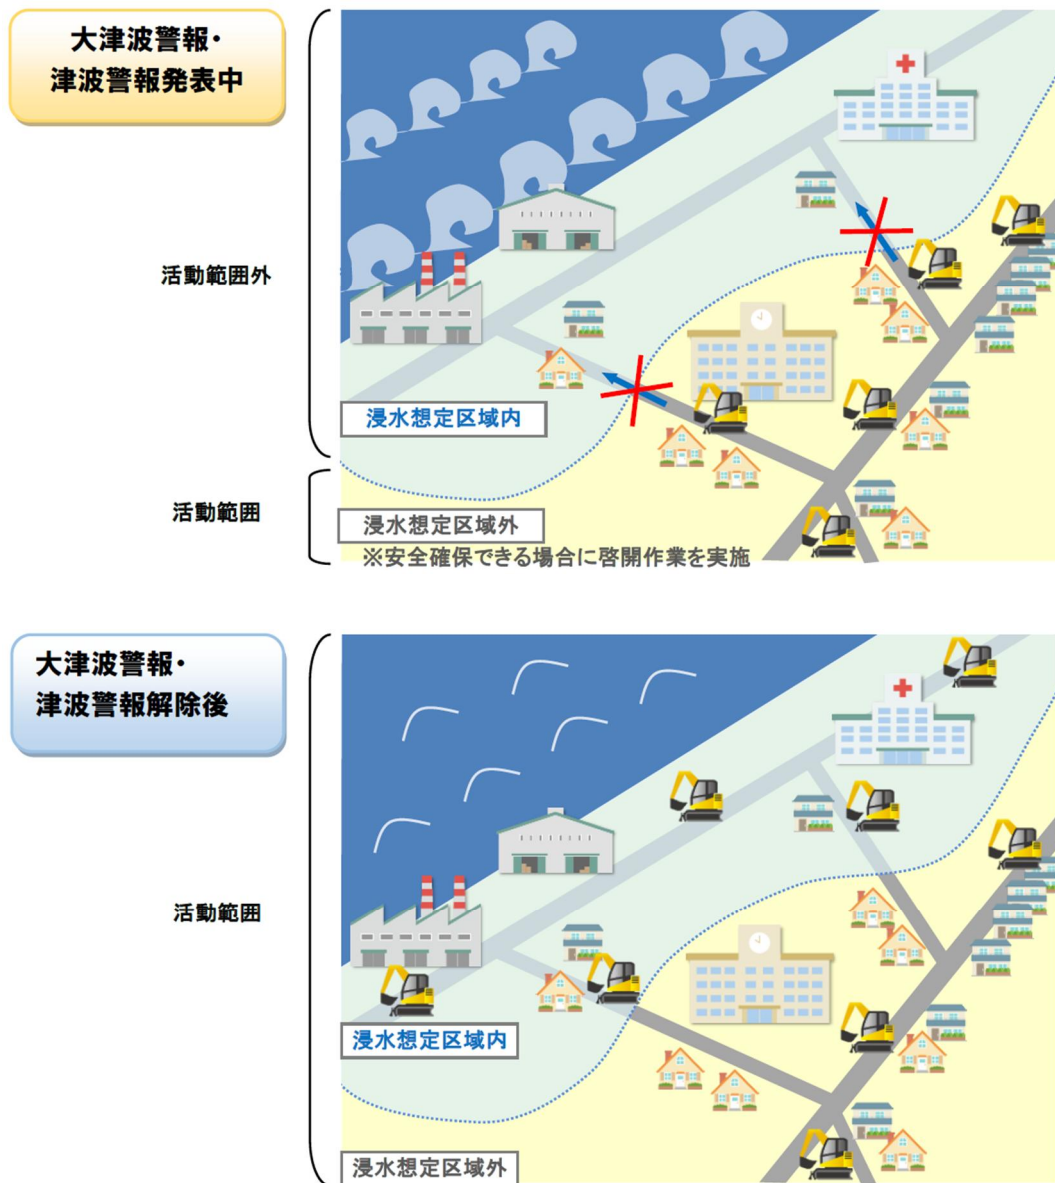 大津波警報・
津波警報発表中
活動範囲外
浸水想定区域内
活動範囲
浸水想定区域外
※安全確保できる場合に啓開作業を実施
大津波警報・
津波警報解除後
活動範囲
浸水想定区域内
浸水想定区域外